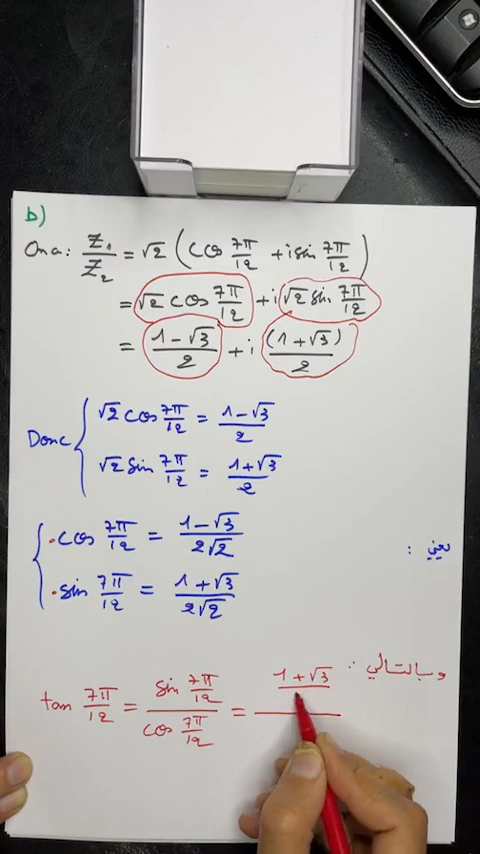 b)
On a : Z₁/Z₂ = √2 (cos 7π/12 + i sin 7π/12)
= √2 cos 7π/12 + i √2 sin 7π/12
= 1-√3/2 + i (1+√3)/2
Donc { √2 cos 7π/12 = 1-√3/2
√2 sin 7π/12 = 1+√3/2
يعني :
{ • cos 7π/12 = 1-√3/2√2
• sin 7π/12 = 1+√3/2√2
وبالتالي :
tan 7π/12 = sin 7π/12 / cos 7π/12 = 1+√3